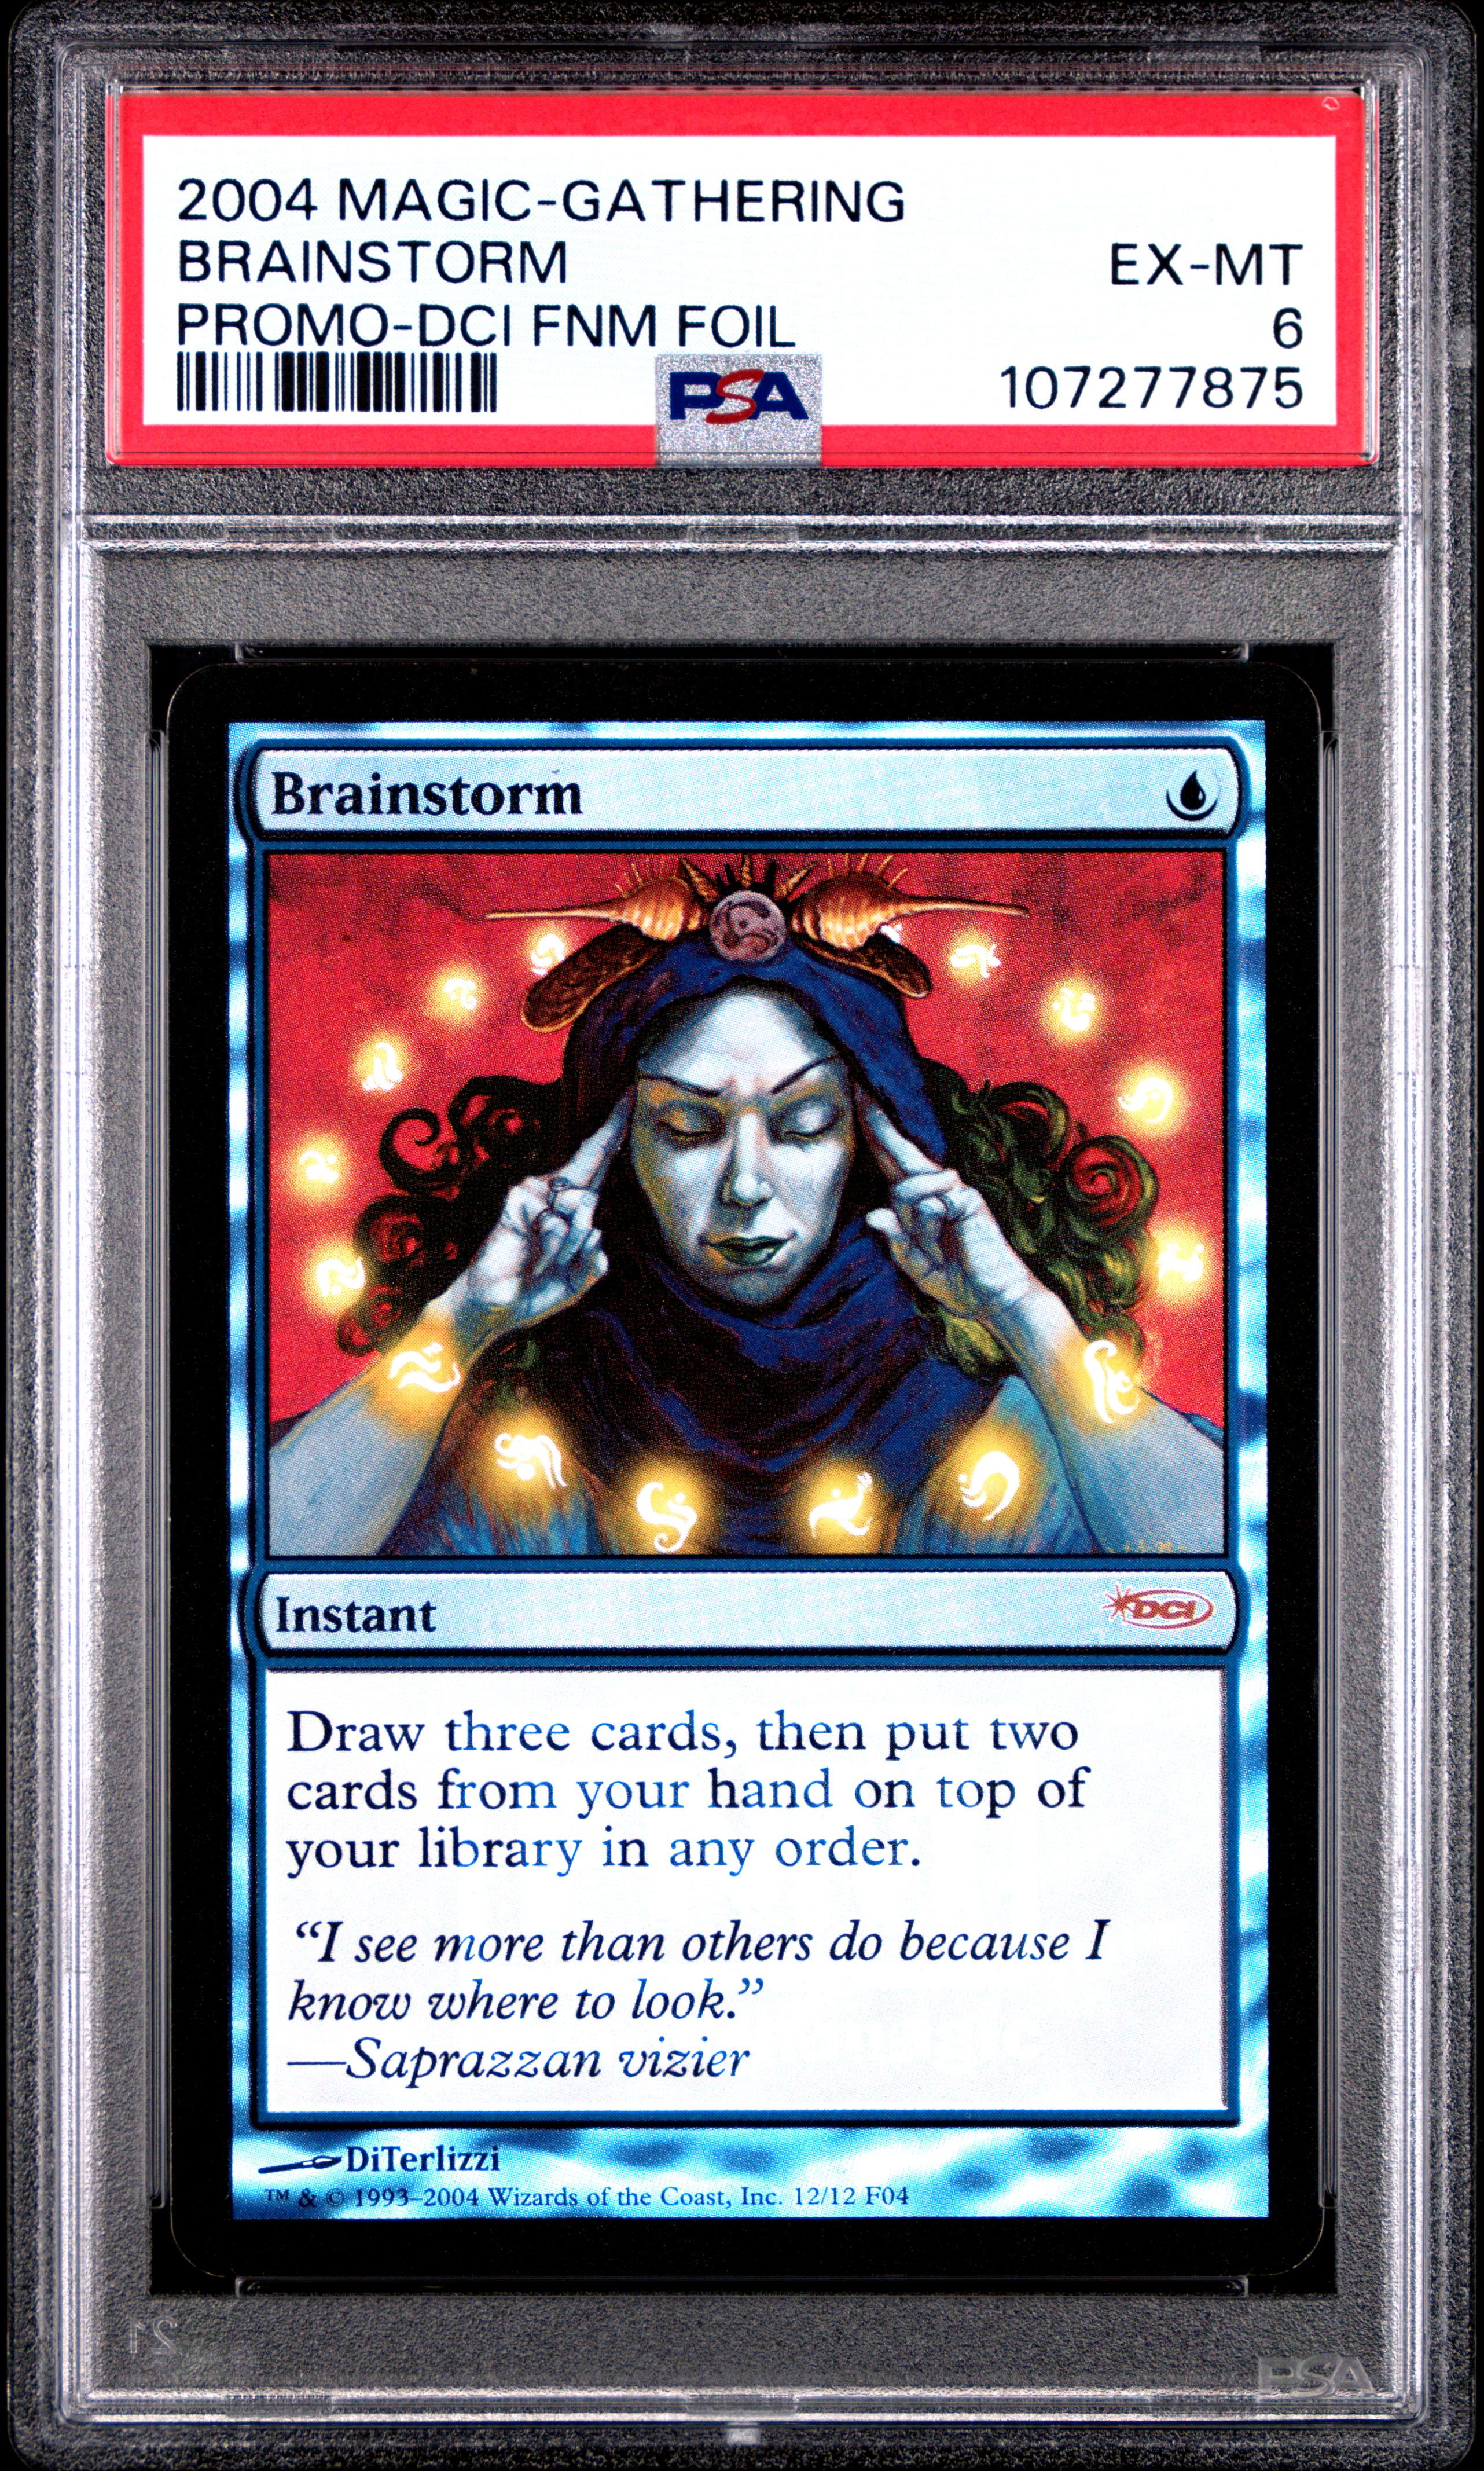 2004 MAGIC-GATHERING
BRAINSTORM
EX-MT
PROMO-DCI FNM FOIL
6
PSA
107277875
Brainstorm
Instant
DCI
Draw three cards, then put two
cards from your hand on top of
your library in any order.
“I see more than others do because I
know where to look.”
—Saprazzan vizier
DiTerlizzi
™ & © 1993–2004 Wizards of the Coast, Inc. 12/12 F04
PSA